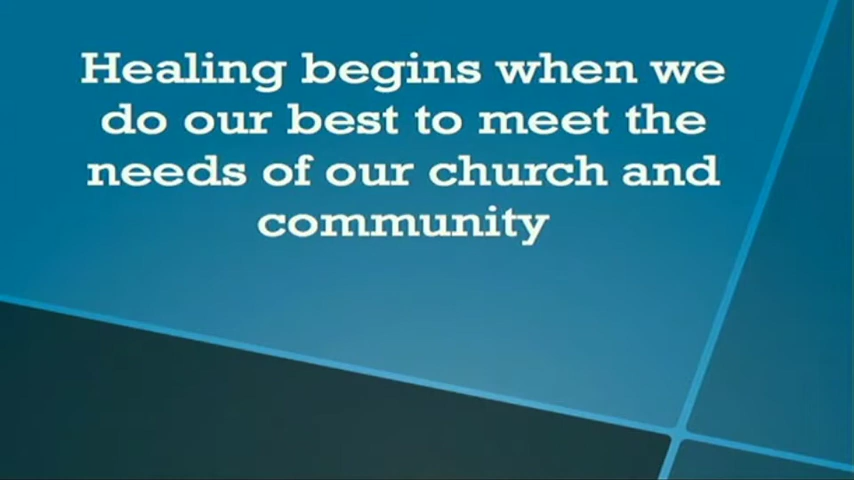 Healing begins when we
do our best to meet the
needs of our church and
community